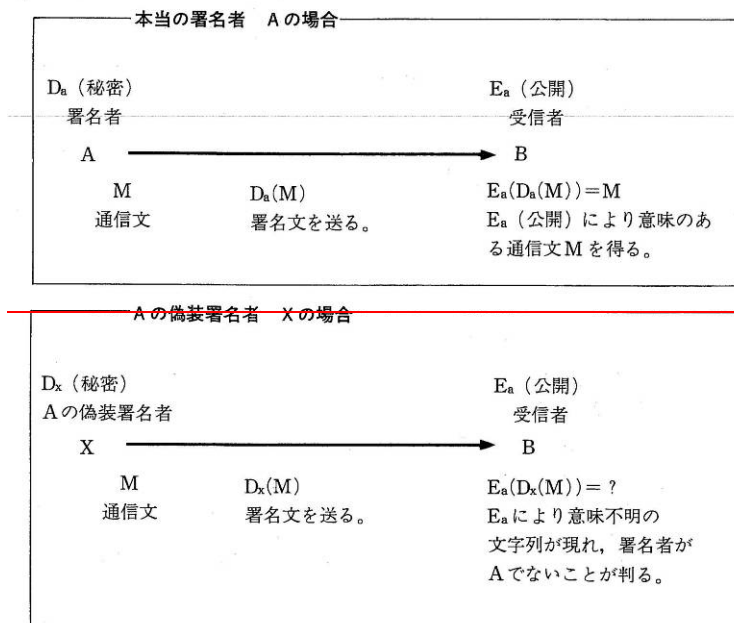 本当の署名者 Aの場合
Da(秘密)
署名者
A
Ea(公開)
受信者
B
M
通信文
Da(M)
署名文を送る。
Ea(Da(M))=M
Ea(公開)により意味のあ
る通信文Mを得る。
Aの偽装署名者 Xの場合
Dx(秘密)
Aの偽装署名者
X
Ea(公開)
受信者
B
M
通信文
Dx(M)
署名文を送る。
Ea(Dx(M))=?
Eaにより意味不明の
文字列が現れ,署名者が
Aでないことが判る。